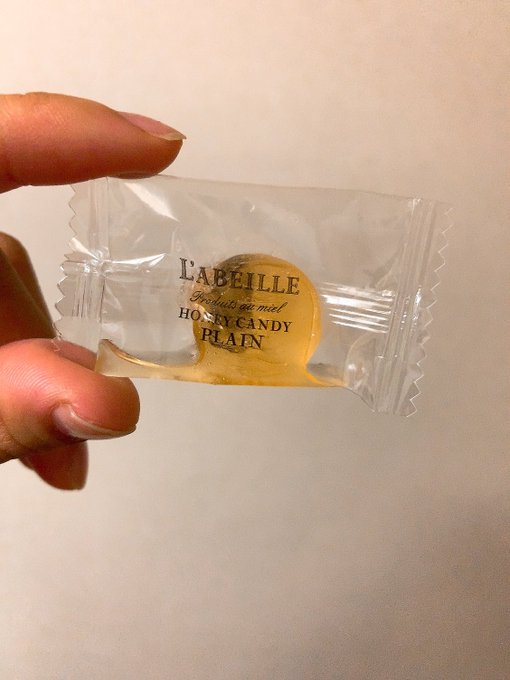 L'ABEILLE
Produits au miel
HONEY CANDY
PLAIN